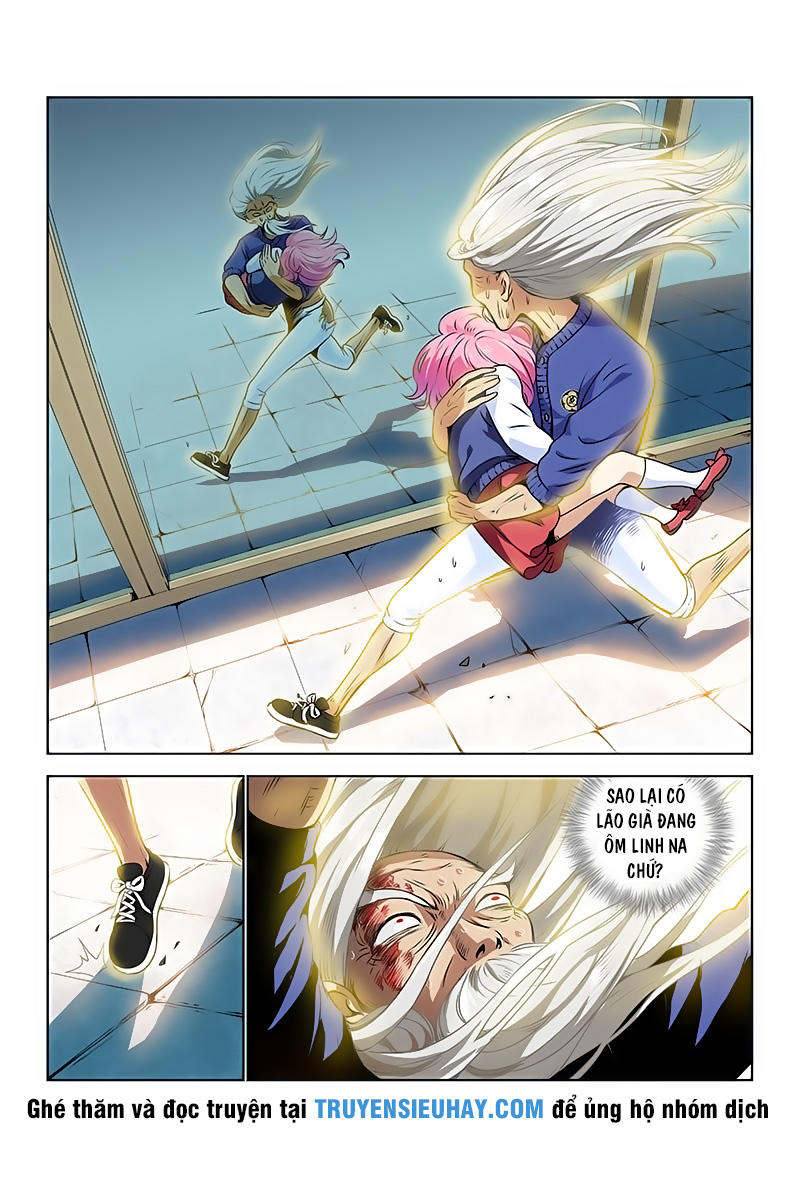 SAO LẠI CÓ
LÃO GIÀ ĐANG
ÔM LINH NA
CHỨ?
Ghé thăm và đọc truyện tại TRUYENSIEUHAY.COM để ủng hộ nhóm dịch